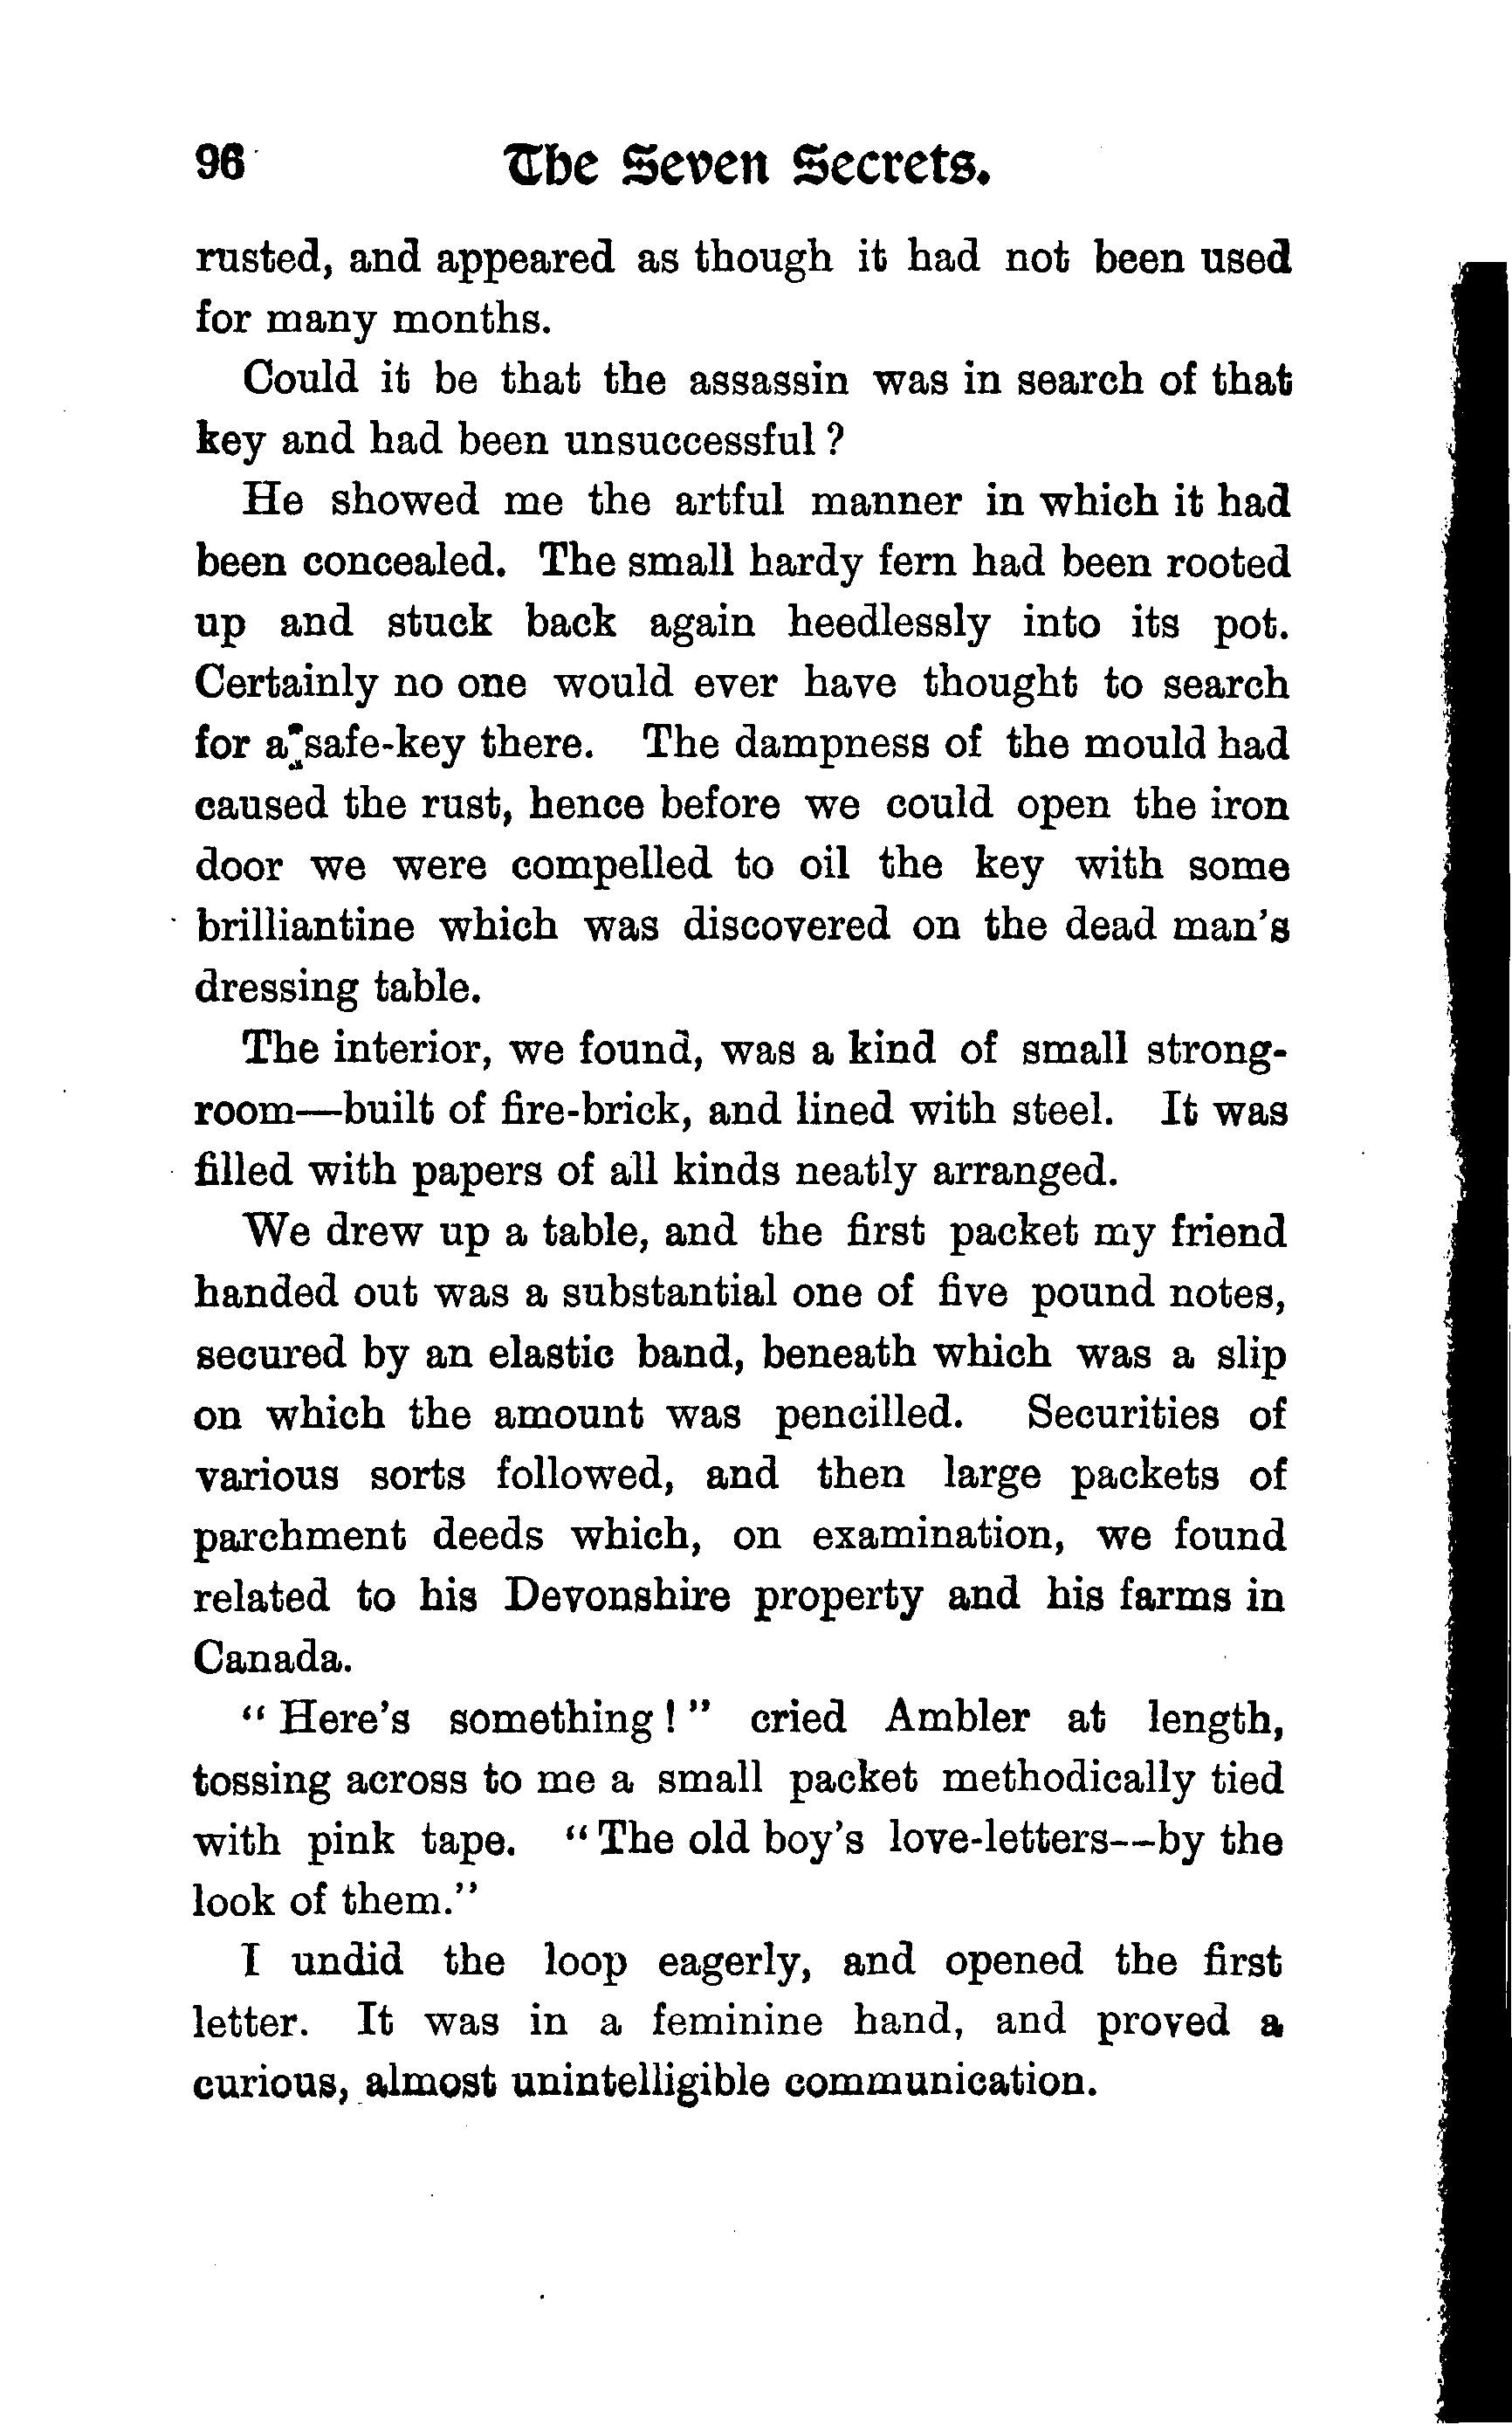 96 The Seven Secrets.
rusted, and appeared as though it had not been used
for many months.
Could it be that the assassin was in search of that
key and had been unsuccessful ?
He showed me the artful manner in which it had
been concealed. The small hardy fern had been rooted
up and stuck back again heedlessly into its pot.
Certainly no one would ever have thought to search
for a safe-key there. The dampness of the mould had
caused the rust, hence before we could open the iron
door we were compelled to oil the key with some
brilliantine which was discovered on the dead man's
dressing table.
The interior, we found, was a kind of small strong-
room—built of fire-brick, and lined with steel. It was
filled with papers of all kinds neatly arranged.
We drew up a table, and the first packet my friend
handed out was a substantial one of five pound notes,
secured by an elastic band, beneath which was a slip
on which the amount was pencilled. Securities of
various sorts followed, and then large packets of
parchment deeds which, on examination, we found
related to his Devonshire property and his farms in
Canada.
“ Here's something ! ” cried Ambler at length,
tossing across to me a small packet methodically tied
with pink tape. “ The old boy's love-letters--by the
look of them.”
I undid the loop eagerly, and opened the first
letter. It was in a feminine hand, and proved a
curious, almost unintelligible communication.